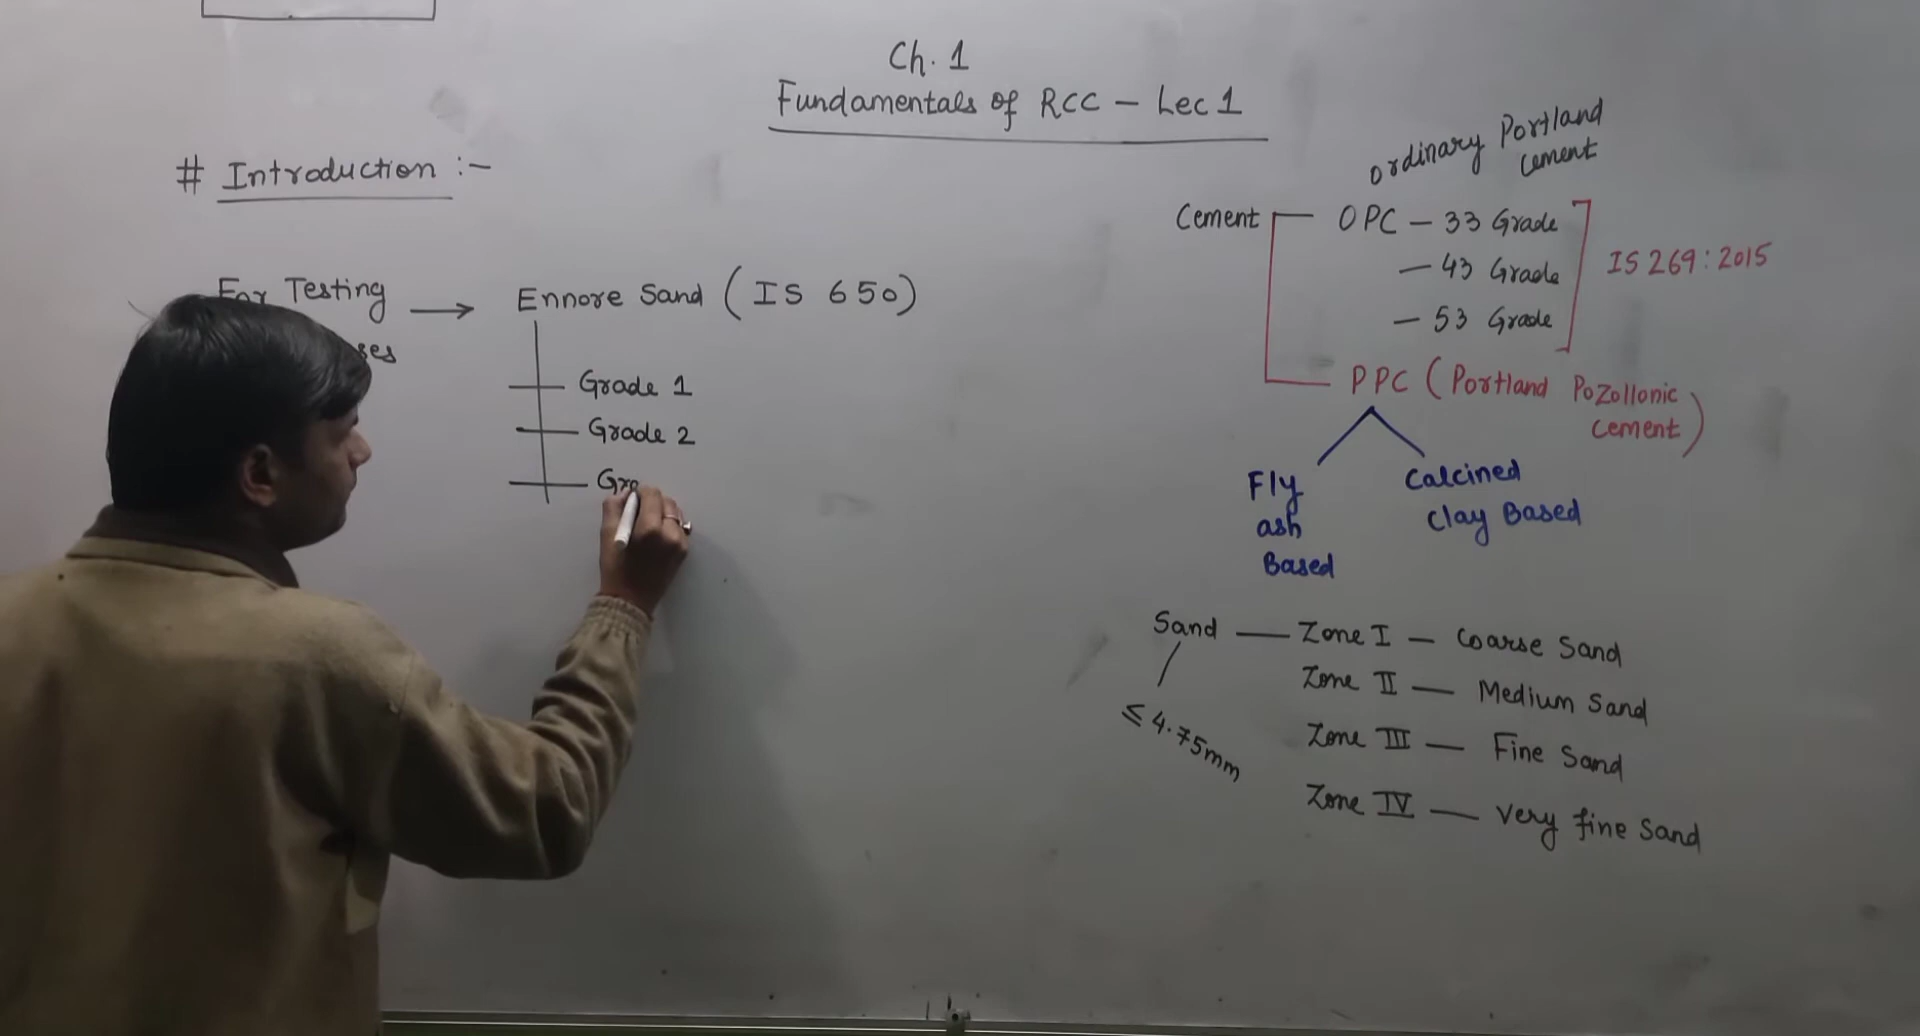 Ch. 1
Fundamentals of RCC – Lec 1
# Introduction :-
For Testing → Ennore Sand (IS 650)
Grade 1
Grade 2
Ordinary Portland
Cement
Cement — OPC — 33 Grade
— 43 Grade
— 53 Grade
IS 269 : 2015
PPC (Portland Pozollonic
Cement)
Fly
ash
Based
Calcined
Clay Based
Sand — Zone I — Coarse Sand
Zone II — Medium Sand
Zone III — Fine Sand
Zone IV — Very fine Sand
≤ 4.75mm